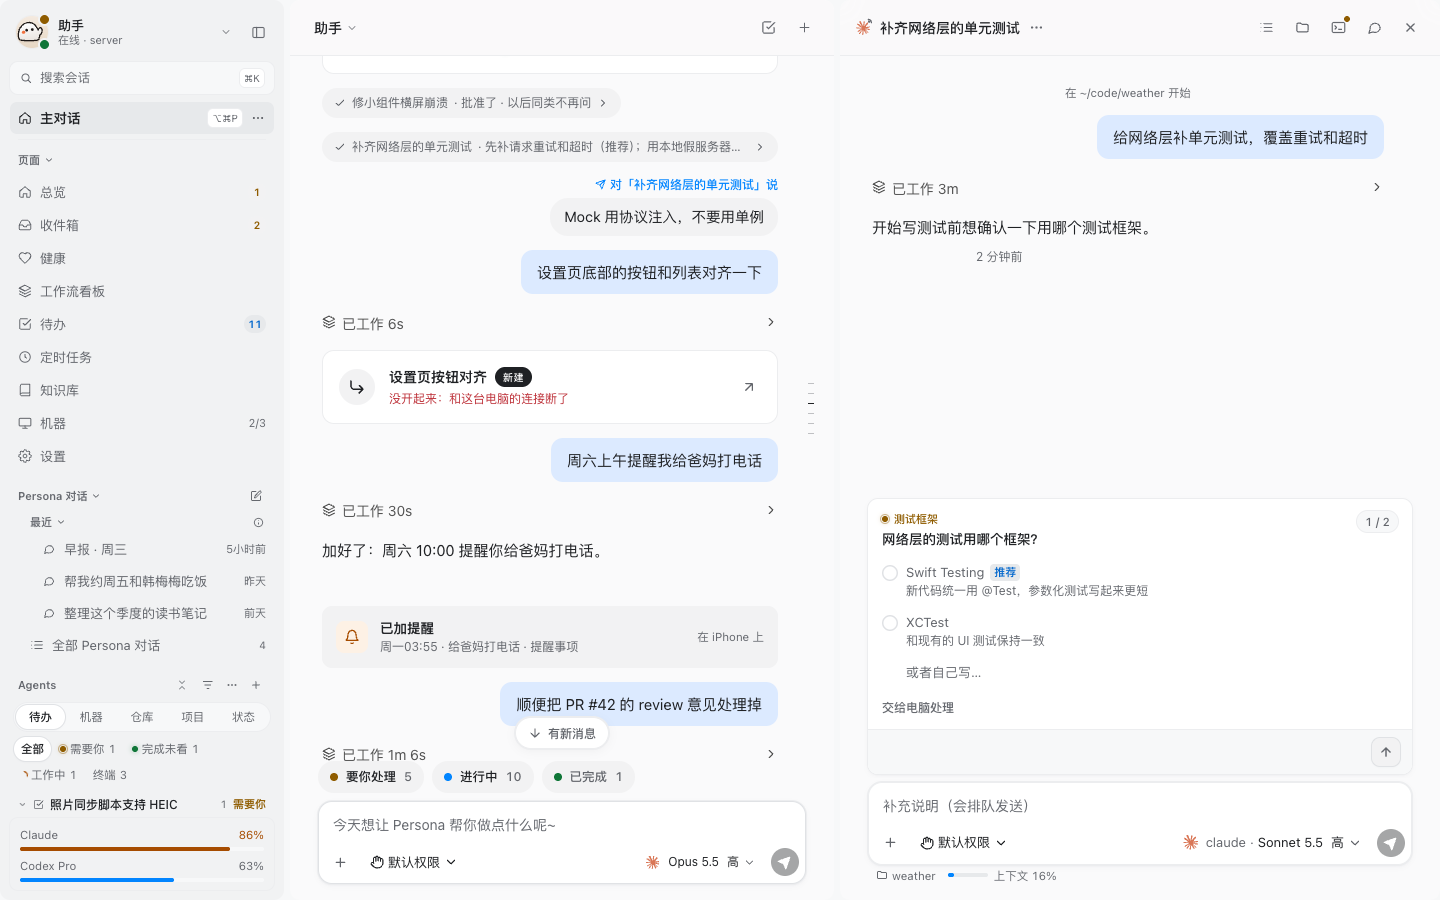 助手
在线 · server
搜索会话
⌘K
主对话
⌥⌘P
页面
总览
1
收件箱
2
健康
工作流看板
待办
11
定时任务
知识库
机器
2/3
设置
Persona 对话
最近
早报 · 周三
5小时前
帮我约周五和韩梅梅吃饭
昨天
整理这个季度的读书笔记
前天
全部 Persona 对话
4
Agents
待办
机器
仓库
项目
状态
全部
需要你 1
完成未看 1
工作中 1
终端 3
照片同步脚本支持 HEIC
1 需要你
Claude
86%
Codex Pro
63%
助手
修小组件横屏崩溃 · 批准了 · 以后同类不再问
补齐网络层的单元测试 · 先补请求重试和超时（推荐）；用本地假服务器...
对「补齐网络层的单元测试」说
Mock 用协议注入，不要用单例
设置页底部的按钮和列表对齐一下
已工作 6s
设置页按钮对齐
新建
没开起来：和这台电脑的连接断了
周六上午提醒我给爸妈打电话
已工作 30s
加好了：周六 10:00 提醒你给爸妈打电话。
已加提醒
周一03:55 · 给爸妈打电话 · 提醒事项
在 iPhone 上
顺便把 PR #42 的 review 意见处理掉
有新消息
已工作 1m 6s
要你处理 5
进行中 10
已完成 1
今天想让 Persona 帮你做点什么呢~
默认权限
Opus 5.5 高
补齐网络层的单元测试
在 ~/code/weather 开始
给网络层补单元测试，覆盖重试和超时
已工作 3m
开始写测试前想确认一下用哪个测试框架。
2 分钟前
测试框架
1 / 2
网络层的测试用哪个框架?
Swift Testing
推荐
新代码统一用 @Test，参数化测试写起来更短
XCTest
和现有的 UI 测试保持一致
或者自己写...
交给电脑处理
补充说明（会排队发送）
默认权限
claude · Sonnet 5.5 高
weather
上下文 16%